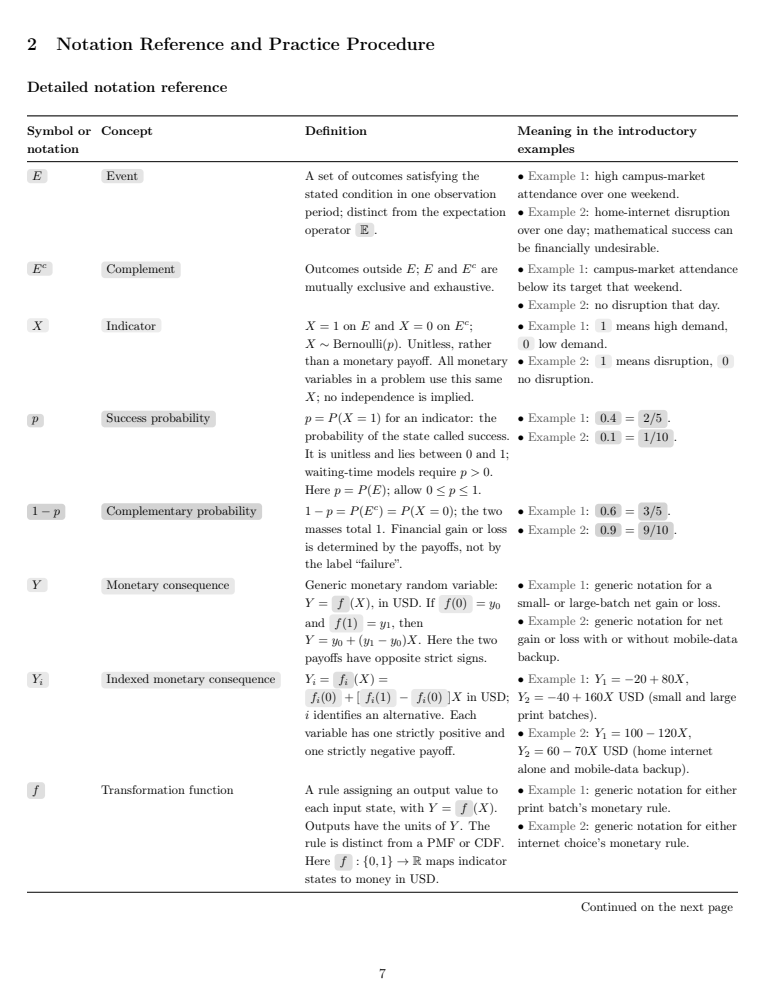 2 Notation Reference and Practice Procedure
Detailed notation reference
Symbol or notation Concept Definition Meaning in the introductory examples
E Event
A set of outcomes satisfying the
stated condition in one observation
period; distinct from the expectation
operator 𝔼.
• Example 1: high campus-market
attendance over one weekend.
• Example 2: home-internet disruption
over one day; mathematical success can
be financially undesirable.
Eᶜ Complement
Outcomes outside E; E and Eᶜ are
mutually exclusive and exhaustive.
• Example 1: campus-market attendance
below its target that weekend.
• Example 2: no disruption that day.
X Indicator
X = 1 on E and X = 0 on Eᶜ;
X ∼ Bernoulli(p). Unitless, rather
than a monetary payoff. All monetary
variables in a problem use this same
X; no independence is implied.
• Example 1: 1 means high demand,
0 low demand.
• Example 2: 1 means disruption, 0
no disruption.
p Success probability
p = P(X = 1) for an indicator: the
probability of the state called success.
It is unitless and lies between 0 and 1;
waiting-time models require p > 0.
Here p = P(E); allow 0 ≤ p ≤ 1.
• Example 1: 0.4 = 2/5.
• Example 2: 0.1 = 1/10.
1 − p Complementary probability
1 − p = P(Eᶜ) = P(X = 0); the two
masses total 1. Financial gain or loss
is determined by the payoffs, not by
the label “failure”.
• Example 1: 0.6 = 3/5.
• Example 2: 0.9 = 9/10.
Y Monetary consequence
Generic monetary random variable:
Y = f(X), in USD. If f(0) = y₀
and f(1) = y₁, then
Y = y₀ + (y₁ − y₀)X. Here the two
payoffs have opposite strict signs.
• Example 1: generic notation for a
small- or large-batch net gain or loss.
• Example 2: generic notation for net
gain or loss with or without mobile-data
backup.
Yᵢ Indexed monetary consequence
Yᵢ = fᵢ(X) =
fᵢ(0) + [fᵢ(1) − fᵢ(0)]X in USD;
i identifies an alternative. Each
variable has one strictly positive and
one strictly negative payoff.
• Example 1: Y₁ = −20 + 80X,
Y₂ = −40 + 160X USD (small and large
print batches).
• Example 2: Y₁ = 100 − 120X,
Y₂ = 60 − 70X USD (home internet
alone and mobile-data backup).
f Transformation function
A rule assigning an output value to
each input state, with Y = f(X).
Outputs have the units of Y. The
rule is distinct from a PMF or CDF.
Here f : {0, 1} → ℝ maps indicator
states to money in USD.
• Example 1: generic notation for either
print batch’s monetary rule.
• Example 2: generic notation for either
internet choice’s monetary rule.
Continued on the next page
7